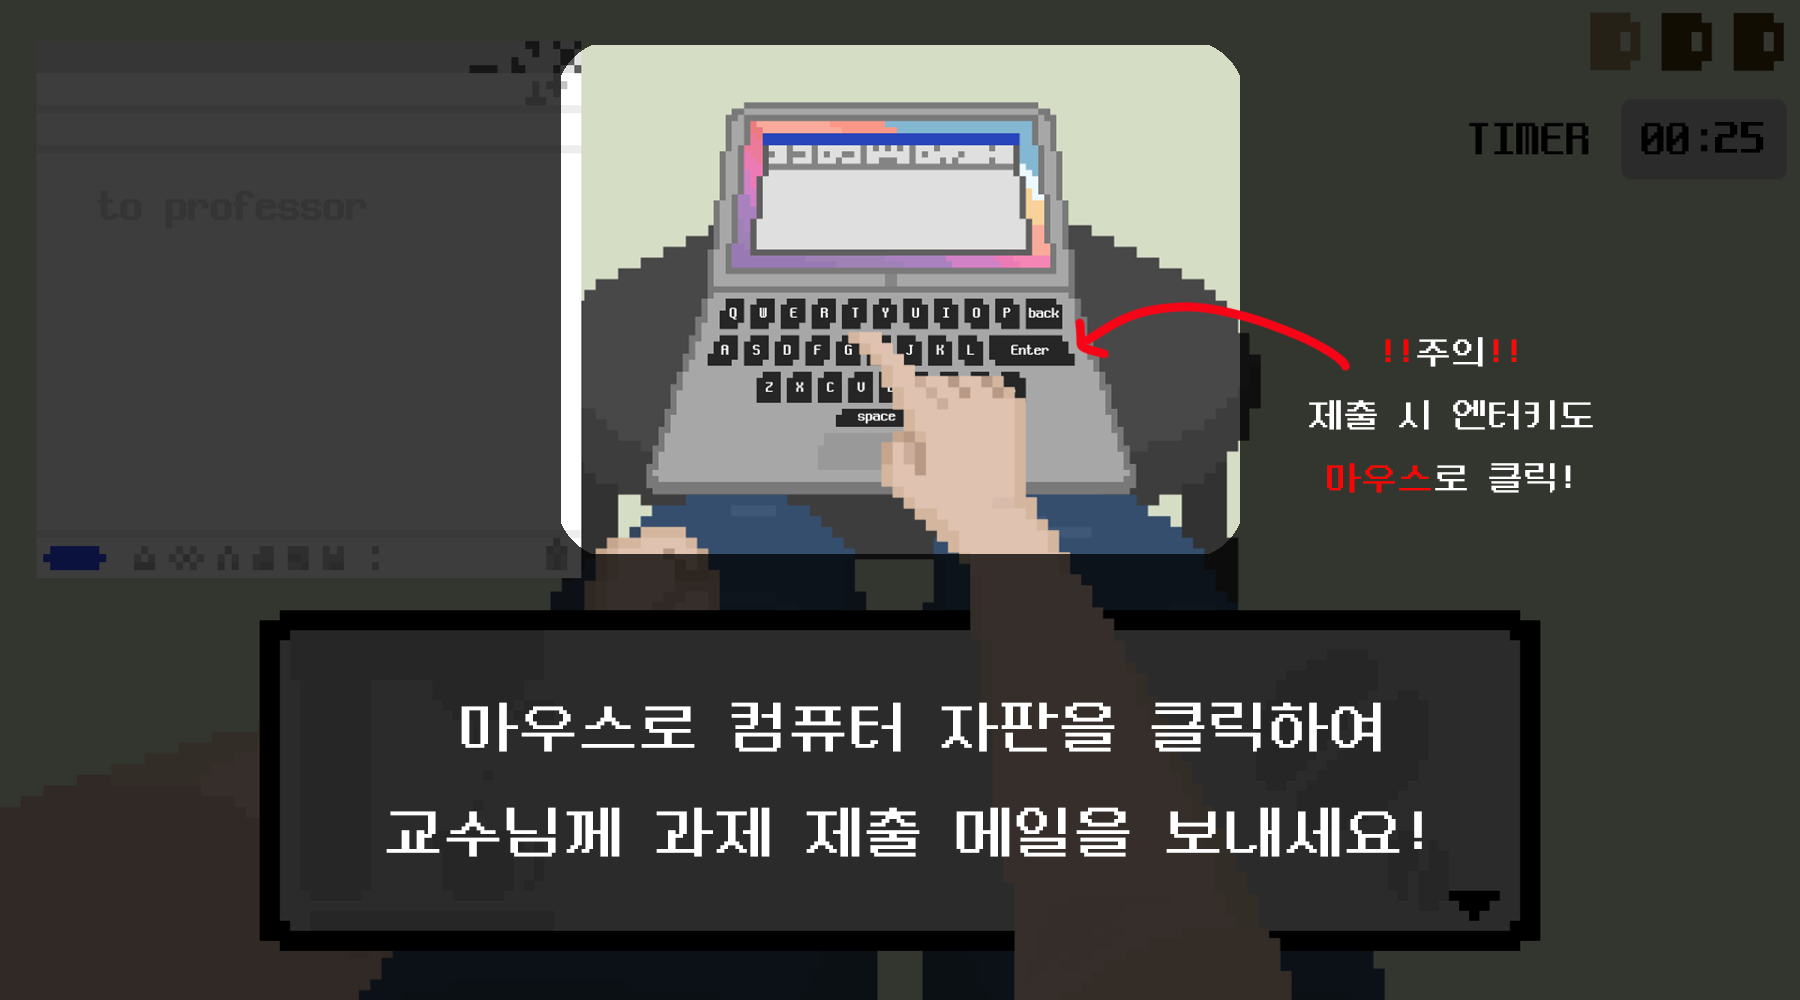 to professor
TIMER 00:25
Q W E R T Y U I O P back
A S D F G J K L Enter
Z X C V
space
!!주의!!
제출 시 엔터키도
마우스로 클릭!
마우스로 컴퓨터 자판을 클릭하여
교수님께 과제 제출 메일을 보내세요!